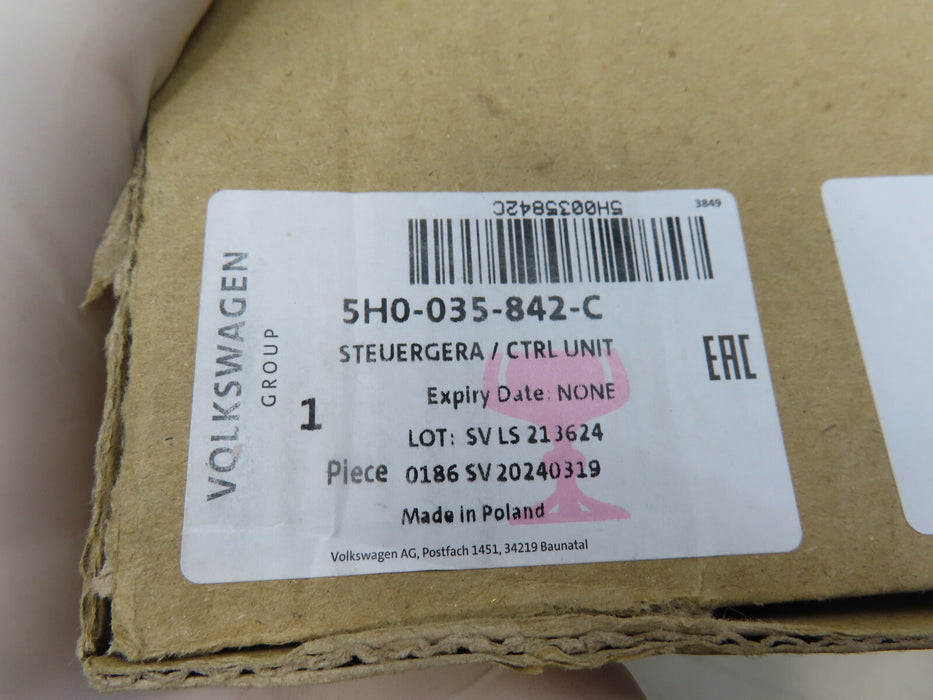 5H0035842C
3849
VOLKSWAGEN
GROUP
5H0-035-842-C
STEUERGERA / CTRL UNIT
EAC
Expiry Date: NONE
1
LOT: SV LS 213624
Piece 0186 SV 20240319
Made in Poland
Volkswagen AG, Postfach 1451, 34219 Baunatal